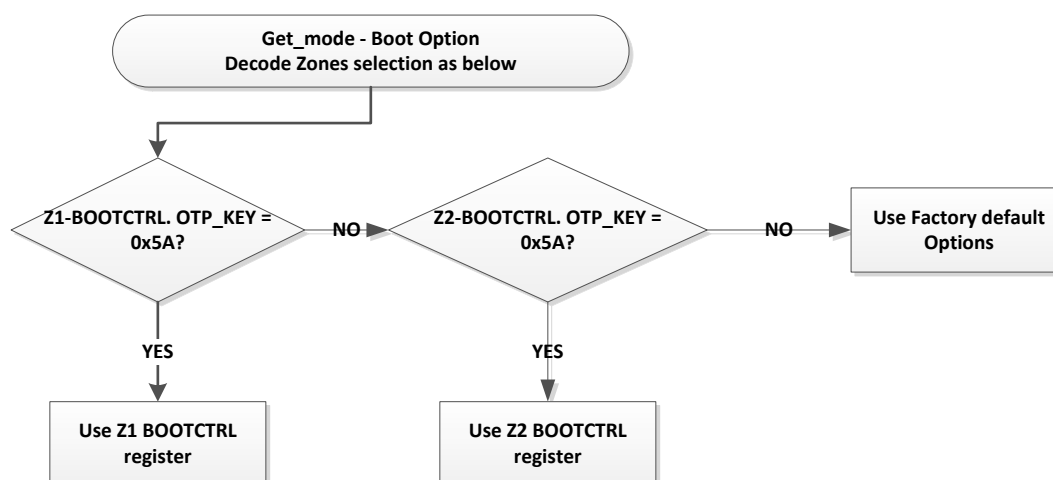 Get_mode - Boot Option
Decode Zones selection as below
Z1-BOOTCTRL. OTP_KEY =
0x5A?
NO
Z2-BOOTCTRL. OTP_KEY =
0x5A?
NO
Use Factory default
Options
YES
YES
Use Z1 BOOTCTRL
register
Use Z2 BOOTCTRL
register